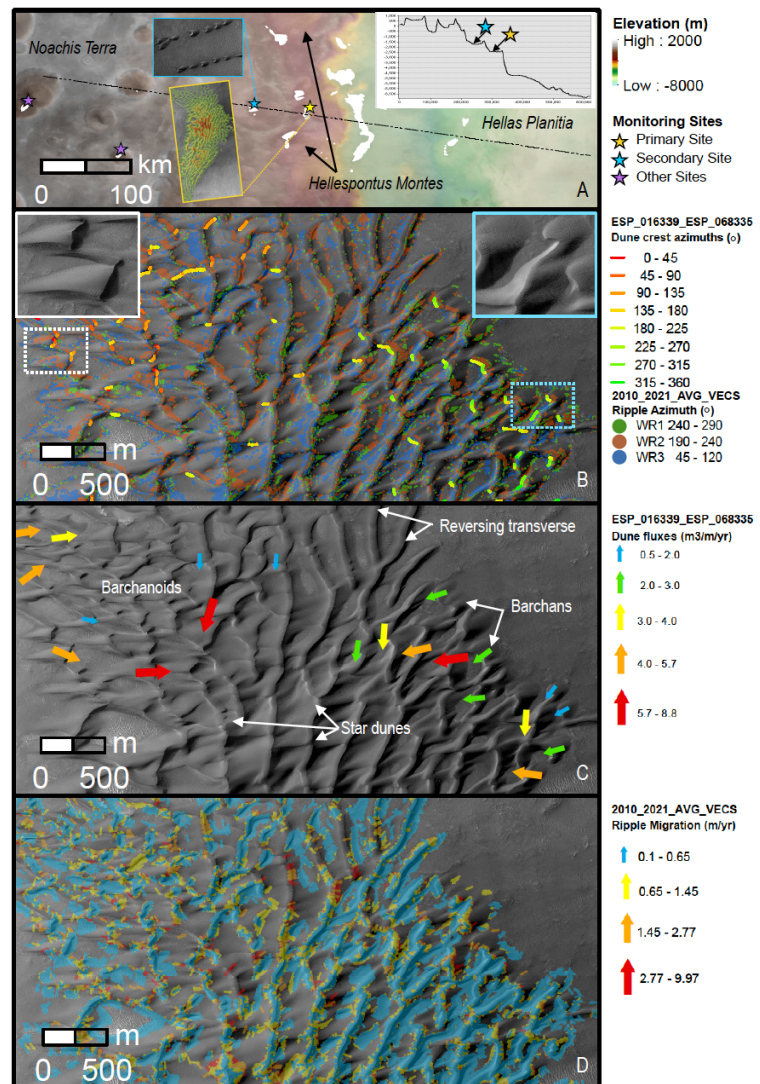 Noachis Terra
Hellas Planitia
Hellespontus Montes
km
0 100
A
Elevation (m)
High : 2000
Low : -8000
Monitoring Sites
Primary Site
Secondary Site
Other Sites
m
0 500
B
ESP_016339_ESP_068335
Dune crest azimuths (o)
0 - 45
45 - 90
90 - 135
135 - 180
180 - 225
225 - 270
270 - 315
315 - 360
2010_2021_AVG_VECS
Ripple Azimuth (o)
WR1 240 - 290
WR2 190 - 240
WR3 45 - 120
Reversing transverse
Barchanoids
Barchans
Star dunes
m
0 500
C
ESP_016339_ESP_068335
Dune fluxes (m3/m/yr)
0.5 - 2.0
2.0 - 3.0
3.0 - 4.0
4.0 - 5.7
5.7 - 8.8
m
0 500
D
2010_2021_AVG_VECS
Ripple Migration (m/yr)
0.1 - 0.65
0.65 - 1.45
1.45 - 2.77
2.77 - 9.97